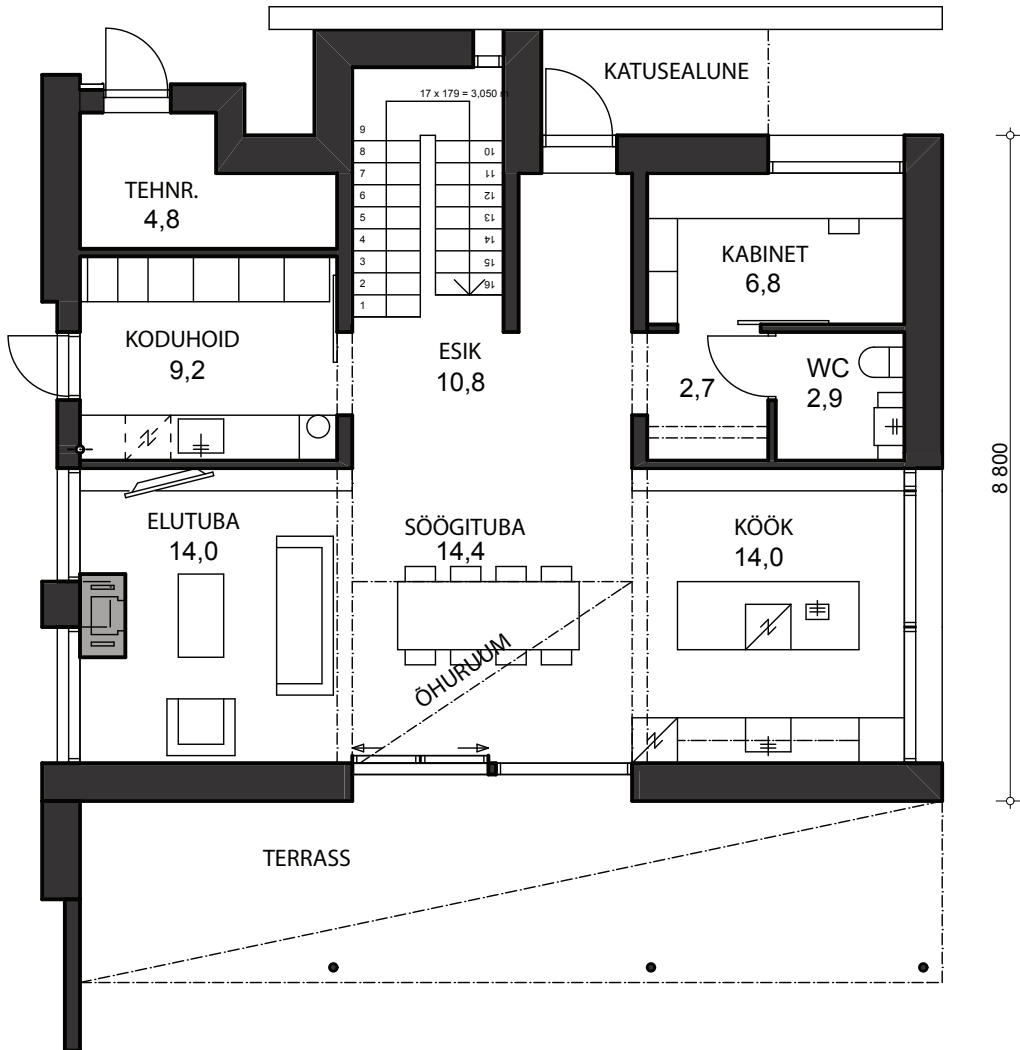 KATUSEALUNE
17 x 179 = 3,050 m
9
8
7
6
5
4
3
2
1
10
11
12
13
14
15
16
TEHNR.
4,8
KABINET
6,8
KODUHOID
9,2
ESIK
10,8
2,7
WC
2,9
8 800
ELUTUBA
14,0
SÖÖGITUBA
14,4
KÖÖK
14,0
ÕHURUUM
TERRASS